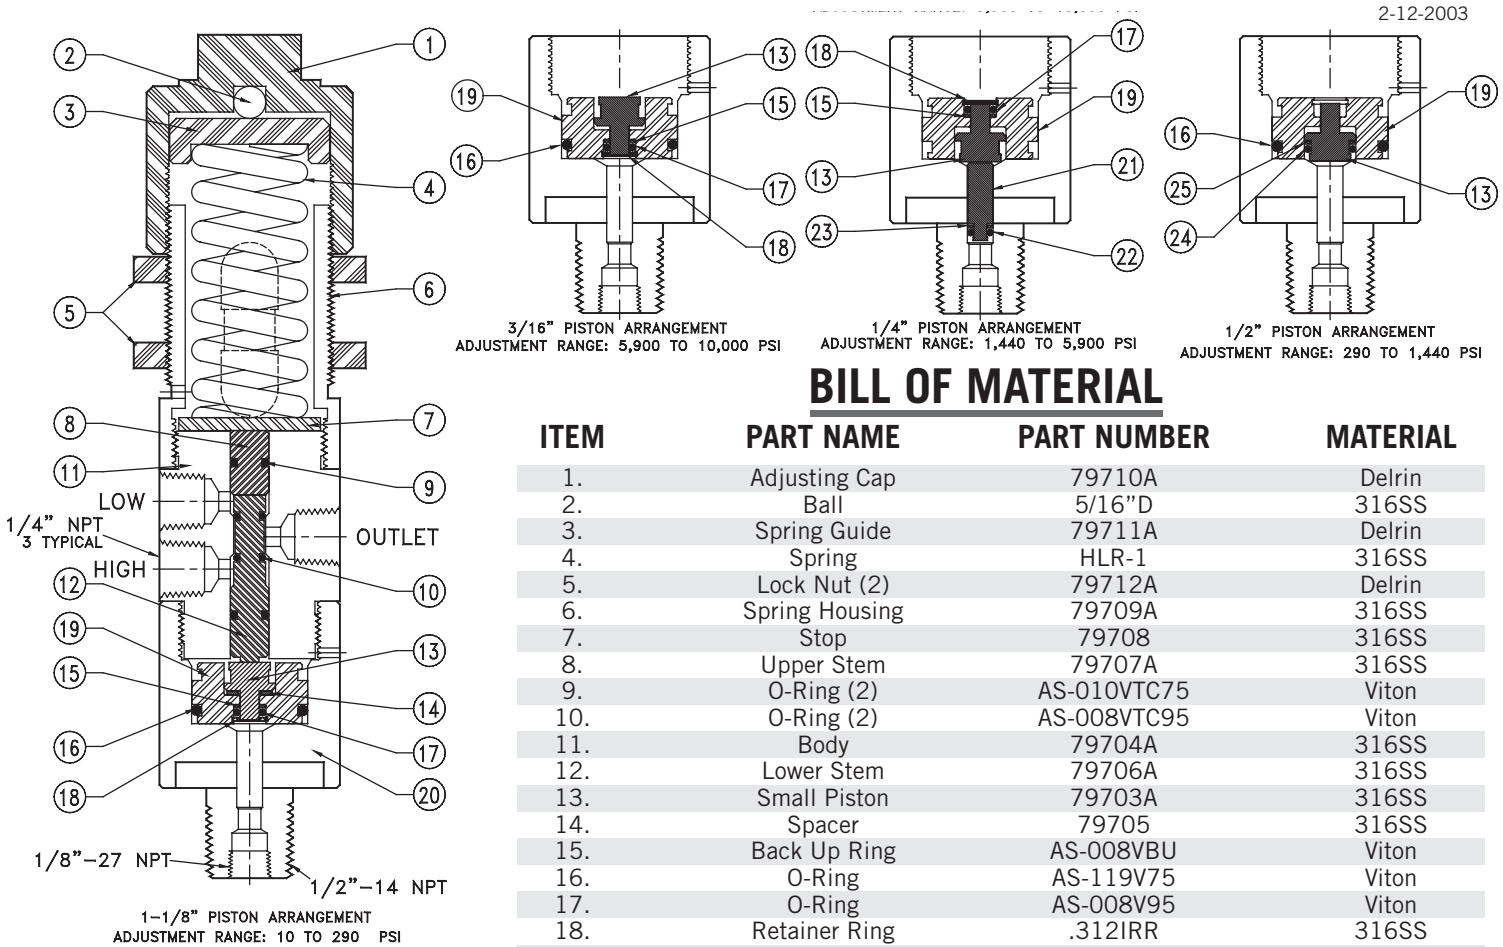 2-12-2003
1
2
3
4
5
6
7
8
9
10
11
12
13
14
15
16
17
18
19
20
LOW
1/4” NPT
3 TYPICAL
HIGH
OUTLET
1/8”-27 NPT
1/2”-14 NPT
1-1/8” PISTON ARRANGEMENT
ADJUSTMENT RANGE: 10 TO 290 PSI
13
19
15
16
17
18
3/16” PISTON ARRANGEMENT
ADJUSTMENT RANGE: 5,900 TO 10,000 PSI
18
17
15
19
13
21
23
22
1/4” PISTON ARRANGEMENT
ADJUSTMENT RANGE: 1,440 TO 5,900 PSI
19
16
25
13
24
1/2” PISTON ARRANGEMENT
ADJUSTMENT RANGE: 290 TO 1,440 PSI
BILL OF MATERIAL
ITEM PART NAME PART NUMBER MATERIAL
1. Adjusting Cap 79710A Delrin
2. Ball 5/16”D 316SS
3. Spring Guide 79711A Delrin
4. Spring HLR-1 316SS
5. Lock Nut (2) 79712A Delrin
6. Spring Housing 79709A 316SS
7. Stop 79708 316SS
8. Upper Stem 79707A 316SS
9. O-Ring (2) AS-010VTC75 Viton
10. O-Ring (2) AS-008VTC95 Viton
11. Body 79704A 316SS
12. Lower Stem 79706A 316SS
13. Small Piston 79703A 316SS
14. Spacer 79705 316SS
15. Back Up Ring AS-008VBU Viton
16. O-Ring AS-119V75 Viton
17. O-Ring AS-008V95 Viton
18. Retainer Ring .312IRR 316SS